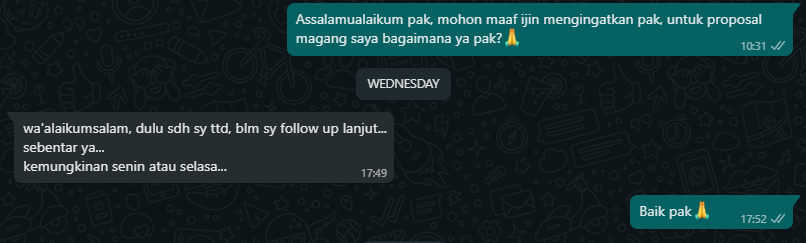 Assalamualaikum pak, mohon maaf ijin mengingatkan pak, untuk proposal
magang saya bagaimana ya pak?🙏
10:31
WEDNESDAY
wa'alaikumsalam, dulu sdh sy ttd, blm sy follow up lanjut...
sebentar ya...
kemungkinan senin atau selasa...
17:49
Baik pak🙏
17:52